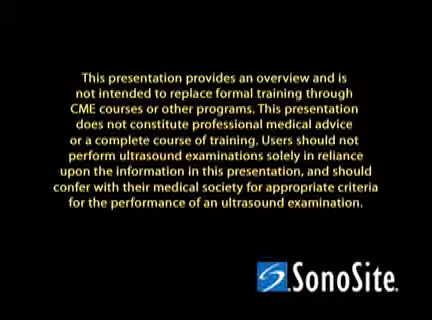 This presentation provides an overview and is
not intended to replace formal training through
CME courses or other programs. This presentation
does not constitute professional medical advice
or a complete course of training. Users should not
perform ultrasound examinations solely in reliance
upon the information in this presentation, and should
confer with their medical society for appropriate criteria
for the performance of an ultrasound examination.
SonoSite.